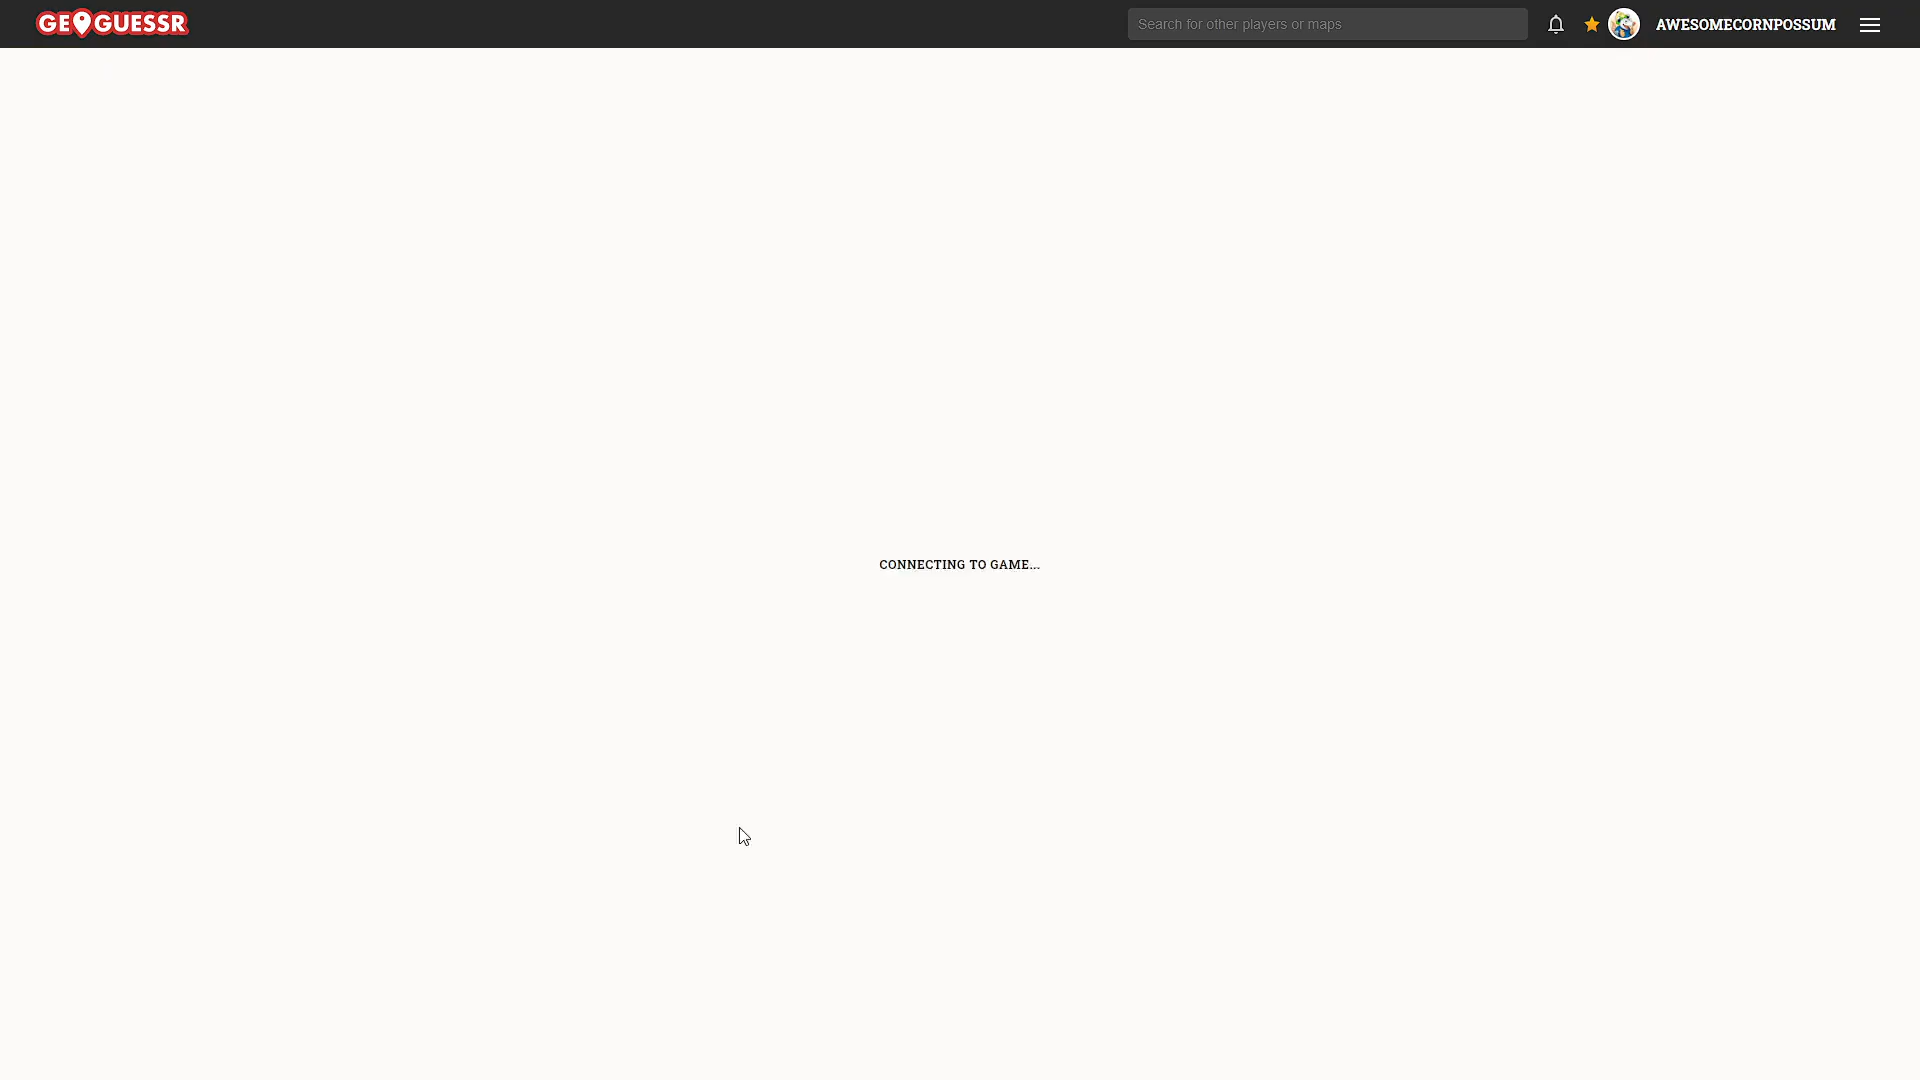 GEOGUESSR
Search for other players or maps
AWESOMECORNPOSSUM
CONNECTING TO GAME...